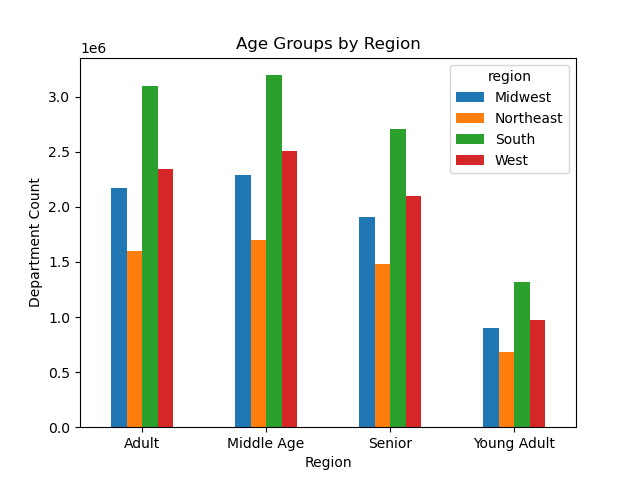 Age Groups by Region
1e6
3.0
2.5
2.0
1.5
1.0
0.5
0.0
Department Count
region
Midwest
Northeast
South
West
Adult Middle Age Senior Young Adult
Region